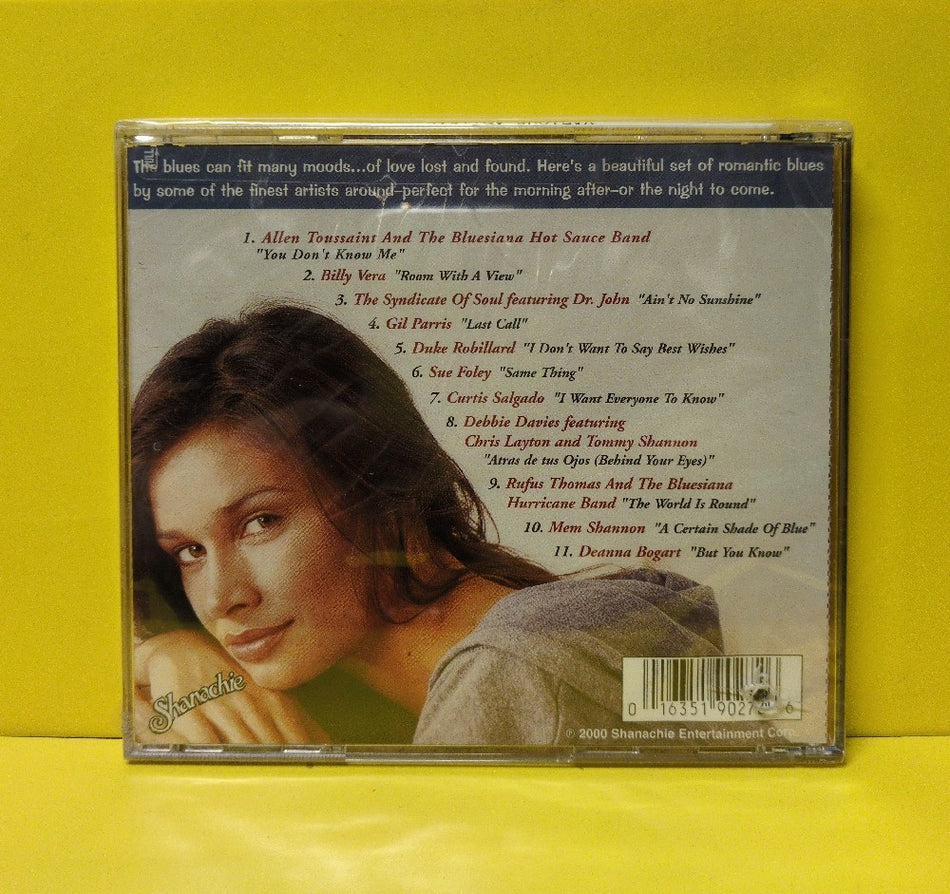 The blues can fit many moods...of love lost and found. Here's a beautiful set of romantic blues
by some of the finest artists around–perfect for the morning after–or the night to come.
1. Allen Toussaint And The Bluesiana Hot Sauce Band
"You Don't Know Me"
2. Billy Vera "Room With A View"
3. The Syndicate Of Soul featuring Dr. John "Ain't No Sunshine"
4. Gil Parris "Last Call"
5. Duke Robillard "I Don't Want To Say Best Wishes"
6. Sue Foley "Same Thing"
7. Curtis Salgado "I Want Everyone To Know"
8. Debbie Davies featuring
Chris Layton and Tommy Shannon
"Atras de tus Ojos (Behind Your Eyes)"
9. Rufus Thomas And The Bluesiana
Hurricane Band "The World Is Round"
10. Mem Shannon "A Certain Shade Of Blue"
11. Deanna Bogart "But You Know"
Shanachie
0 16351 6
℗ 2000 Shanachie Entertainment Corp.